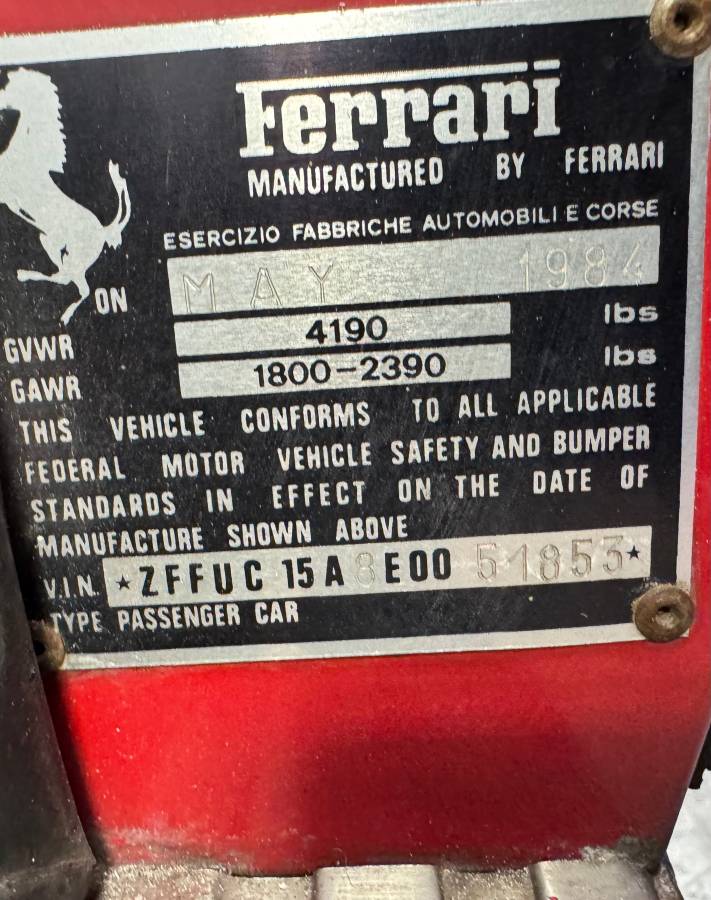 Ferrari
MANUFACTURED BY FERRARI
ESERCIZIO FABBRICHE AUTOMOBILI E CORSE
ON MAY 1984
GVWR 4190 lbs
GAWR 1800-2390 lbs
THIS VEHICLE CONFORMS TO ALL APPLICABLE
FEDERAL MOTOR VEHICLE SAFETY AND BUMPER
STANDARDS IN EFFECT ON THE DATE OF
MANUFACTURE SHOWN ABOVE
V.I.N. ★ZFFUC 15A8E00 51853★
TYPE PASSENGER CAR